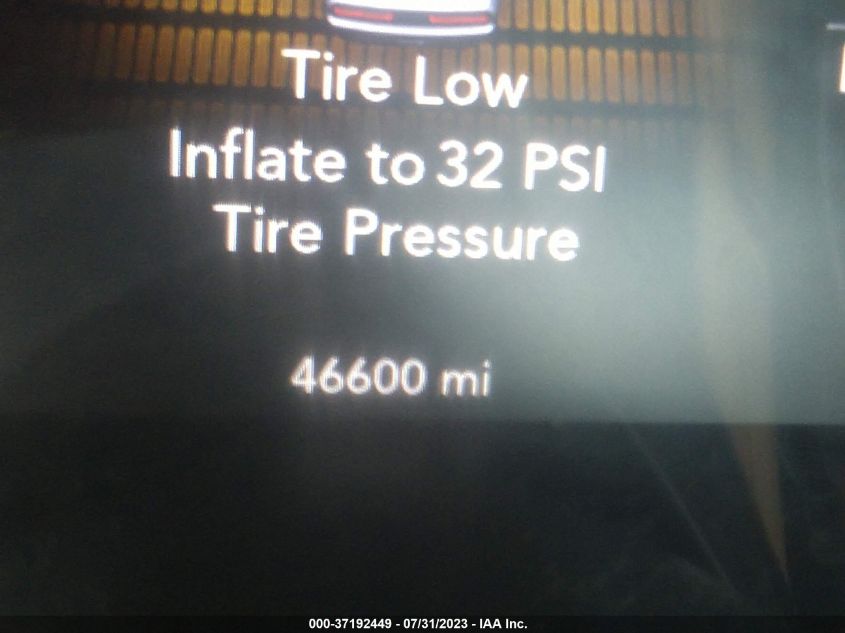 Tire Low
Inflate to 32 PSI
Tire Pressure
46600 mi
000-37192449 - 07/31/2023 - IAA Inc.